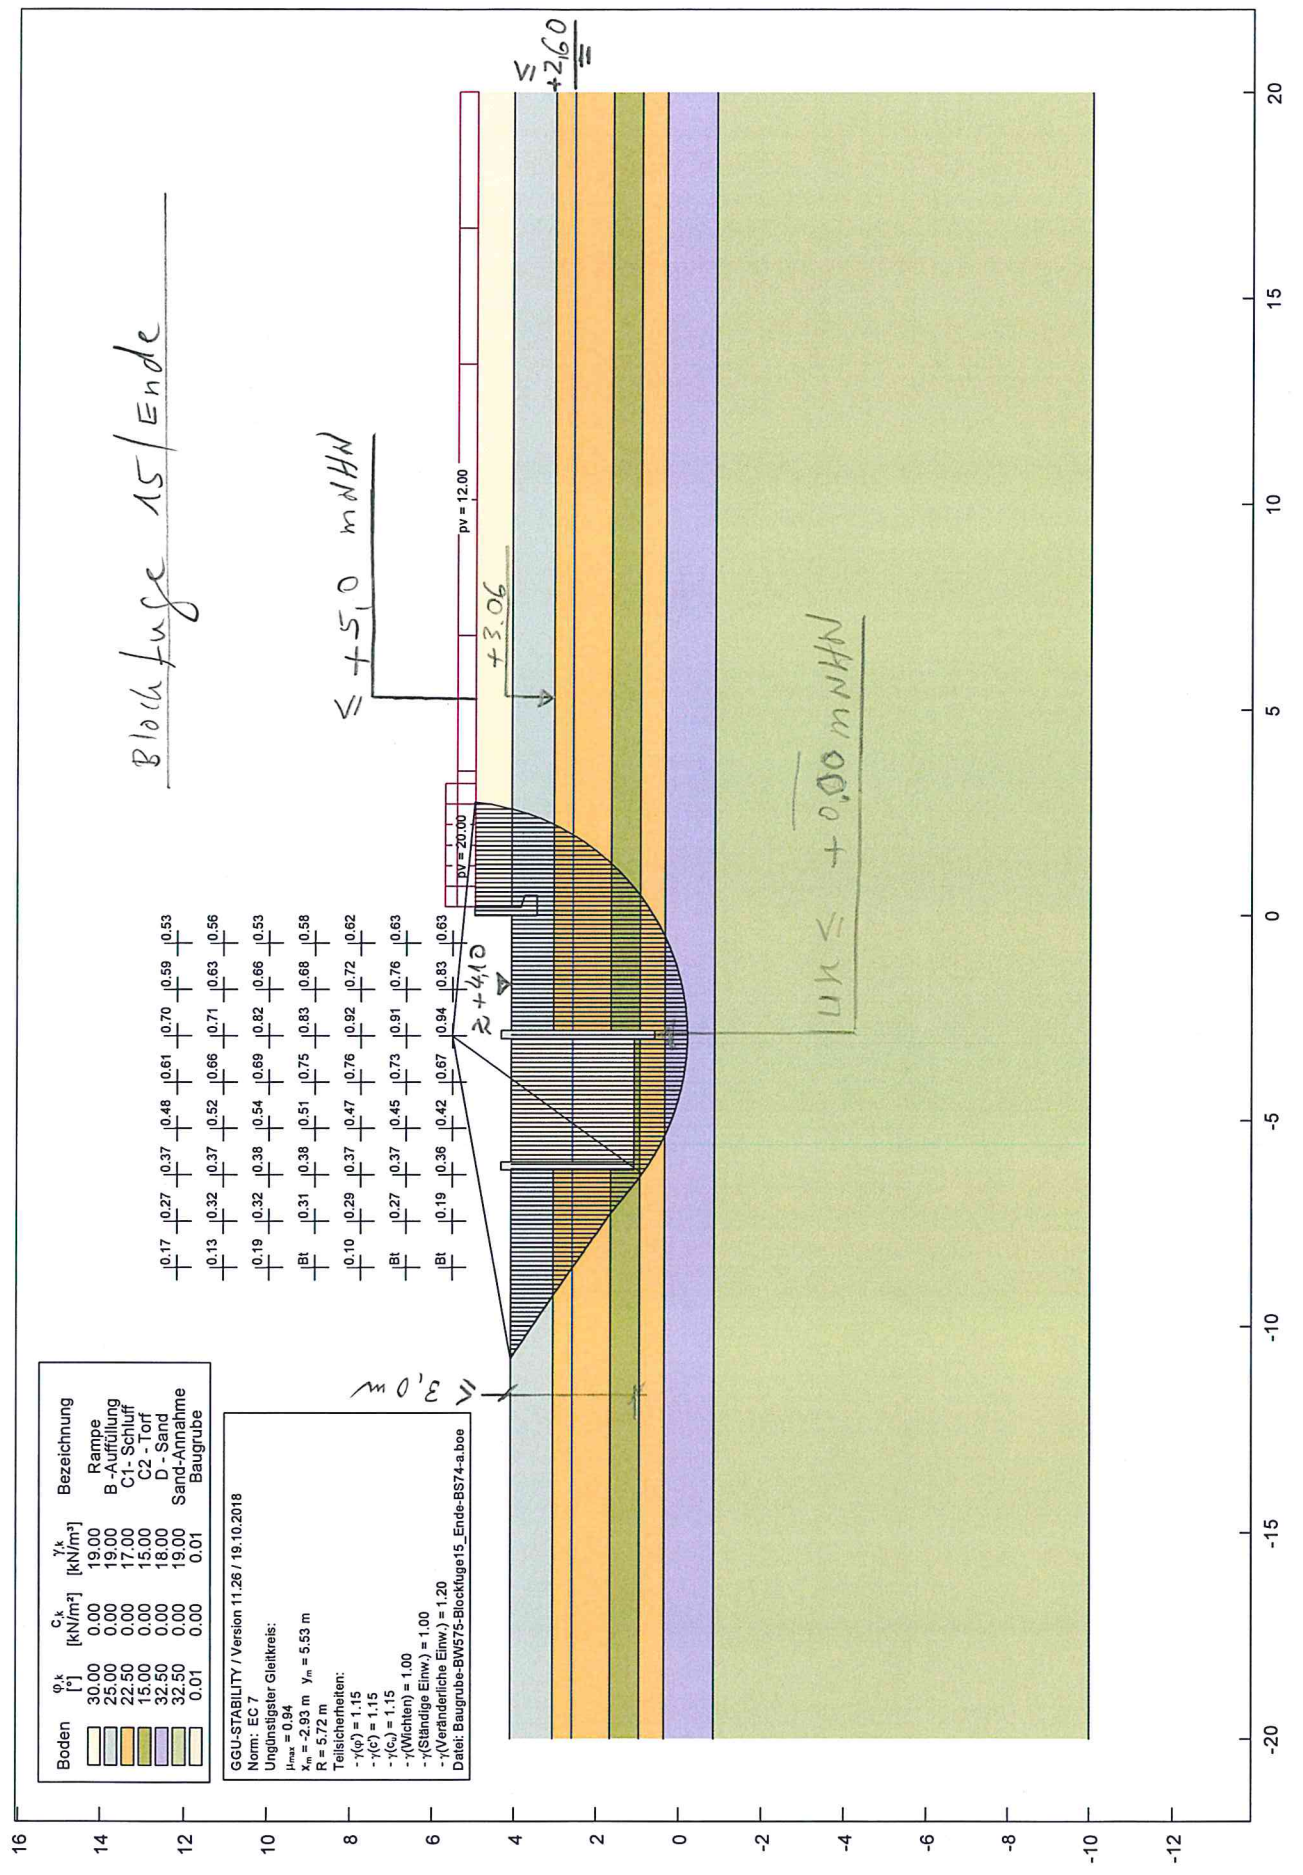 Blockfuge 15/Ende
≤ +5,0 mNHN
+3.06
≤
+2,60
≈ +4,10
≤ 3,0 m
UK ≤ +0,00 mNHN
pv = 20.00
pv = 12.00
Boden φ,k [°] c,k [kN/m²] γ,k [kN/m³] Bezeichnung
30.00 0.00 19.00 Rampe
25.00 0.00 19.00 B -Auffüllung
22.50 0.00 17.00 C1- Schluff
15.00 0.00 15.00 C2 - Torf
32.50 0.00 18.00 D - Sand
32.50 0.00 19.00 Sand-Annahme
0.01 0.00 0.01 Baugrube
GGU-STABILITY / Version 11.26 / 19.10.2018
Norm: EC 7
Ungünstigster Gleitkreis:
μmax = 0.94
xm = -2.93 m ym = 5.53 m
R = 5.72 m
Teilsicherheiten:
- γ(φ') = 1.15
- γ(c') = 1.15
- γ(cu) = 1.15
- γ(Wichten) = 1.00
- γ(Ständige Einw.) = 1.00
- γ(Veränderliche Einw.) = 1.20
Datei: Baugrube-BW575-Blockfuge15_Ende-BS74-a.boe
0.17 0.27 0.37 0.48 0.61 0.70 0.59 0.53
0.13 0.32 0.37 0.52 0.66 0.71 0.63 0.56
0.19 0.32 0.38 0.54 0.69 0.82 0.66 0.53
Bt 0.31 0.38 0.51 0.75 0.83 0.68 0.58
0.10 0.29 0.37 0.47 0.76 0.92 0.72 0.62
Bt 0.27 0.37 0.45 0.73 0.91 0.76 0.63
Bt 0.19 0.36 0.42 0.67 0.94 0.83 0.63
16
14
12
10
8
6
4
2
0
-2
-4
-6
-8
-10
-12
-20 -15 -10 -5 0 5 10 15 20